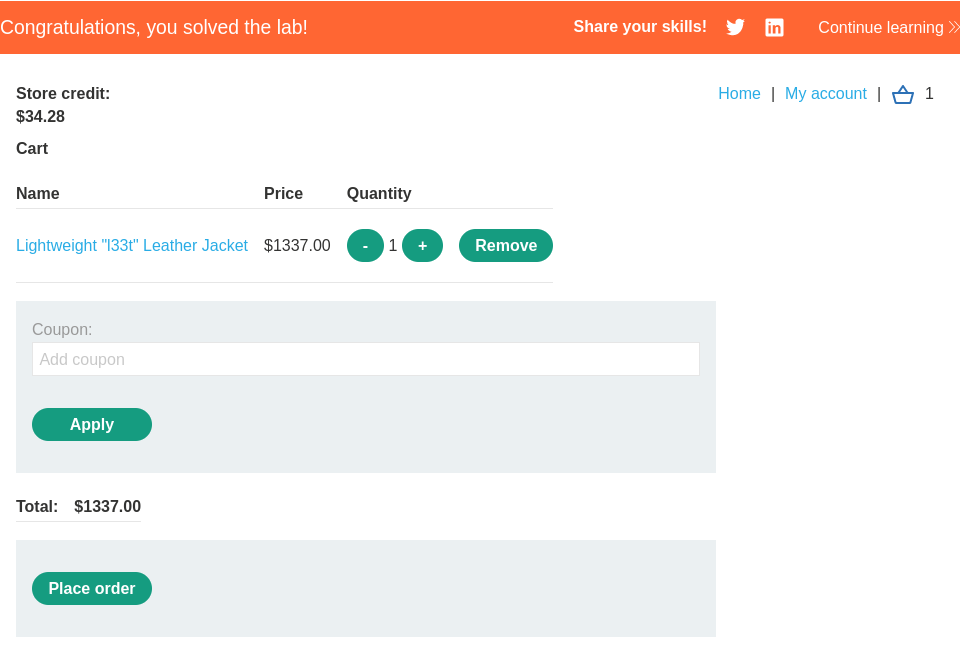 Congratulations, you solved the lab! Share your skills! Continue learning
Store credit: Home | My account | 1
$34.28
Cart
Name Price Quantity
Lightweight "l33t" Leather Jacket $1337.00 - 1 + Remove
Coupon:
Add coupon
Apply
Total: $1337.00
Place order